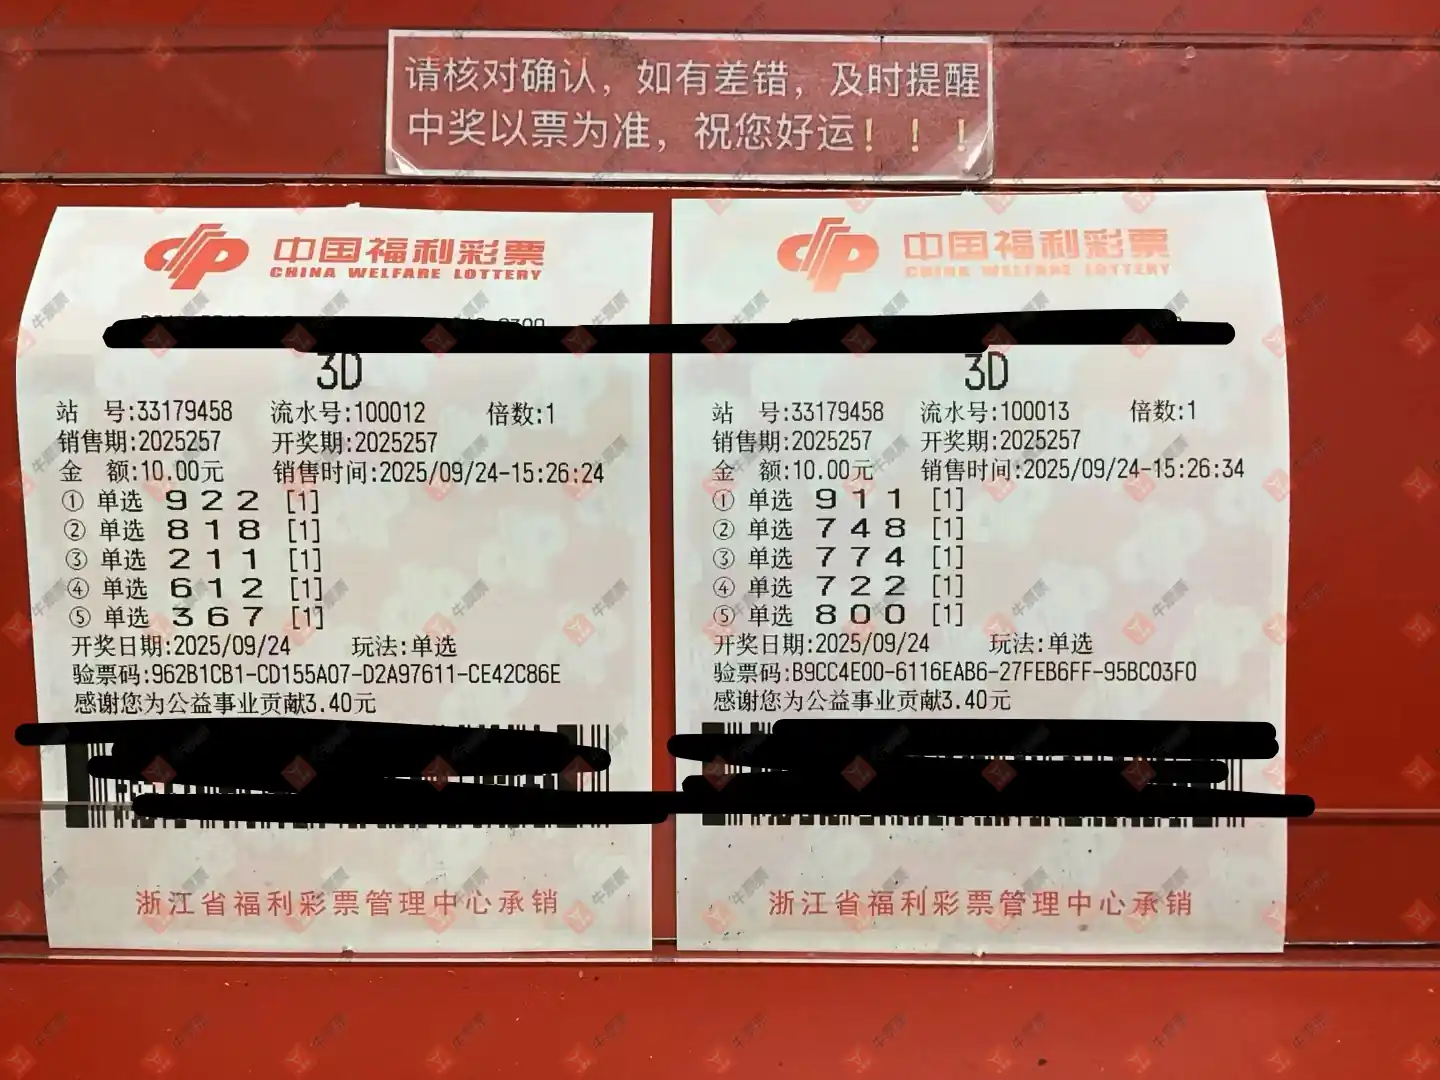 请核对确认，如有差错，及时提醒
中奖以票为准，祝您好运！！！
中国福利彩票
CHINA WELFARE LOTTERY
3D
站 号:33179458 流水号:100012 倍数:1
销售期:2025257 开奖期:2025257
金 额:10.00元 销售时间:2025/09/24-15:26:24
① 单选 9 2 2 [1]
② 单选 8 1 8 [1]
③ 单选 2 1 1 [1]
④ 单选 6 1 2 [1]
⑤ 单选 3 6 7 [1]
开奖日期:2025/09/24 玩法:单选
验票码:962B1CB1-CD155A07-D2A97611-CE42C86E
感谢您为公益事业贡献3.40元
浙江省福利彩票管理中心承销
中国福利彩票
CHINA WELFARE LOTTERY
3D
站 号:33179458 流水号:100013 倍数:1
销售期:2025257 开奖期:2025257
金 额:10.00元 销售时间:2025/09/24-15:26:34
① 单选 9 1 1 [1]
② 单选 7 4 8 [1]
③ 单选 7 7 4 [1]
④ 单选 7 2 2 [1]
⑤ 单选 8 0 0 [1]
开奖日期:2025/09/24 玩法:单选
验票码:B9CC4E00-6116EAB6-27FEB6FF-95BC03F0
感谢您为公益事业贡献3.40元
浙江省福利彩票管理中心承销